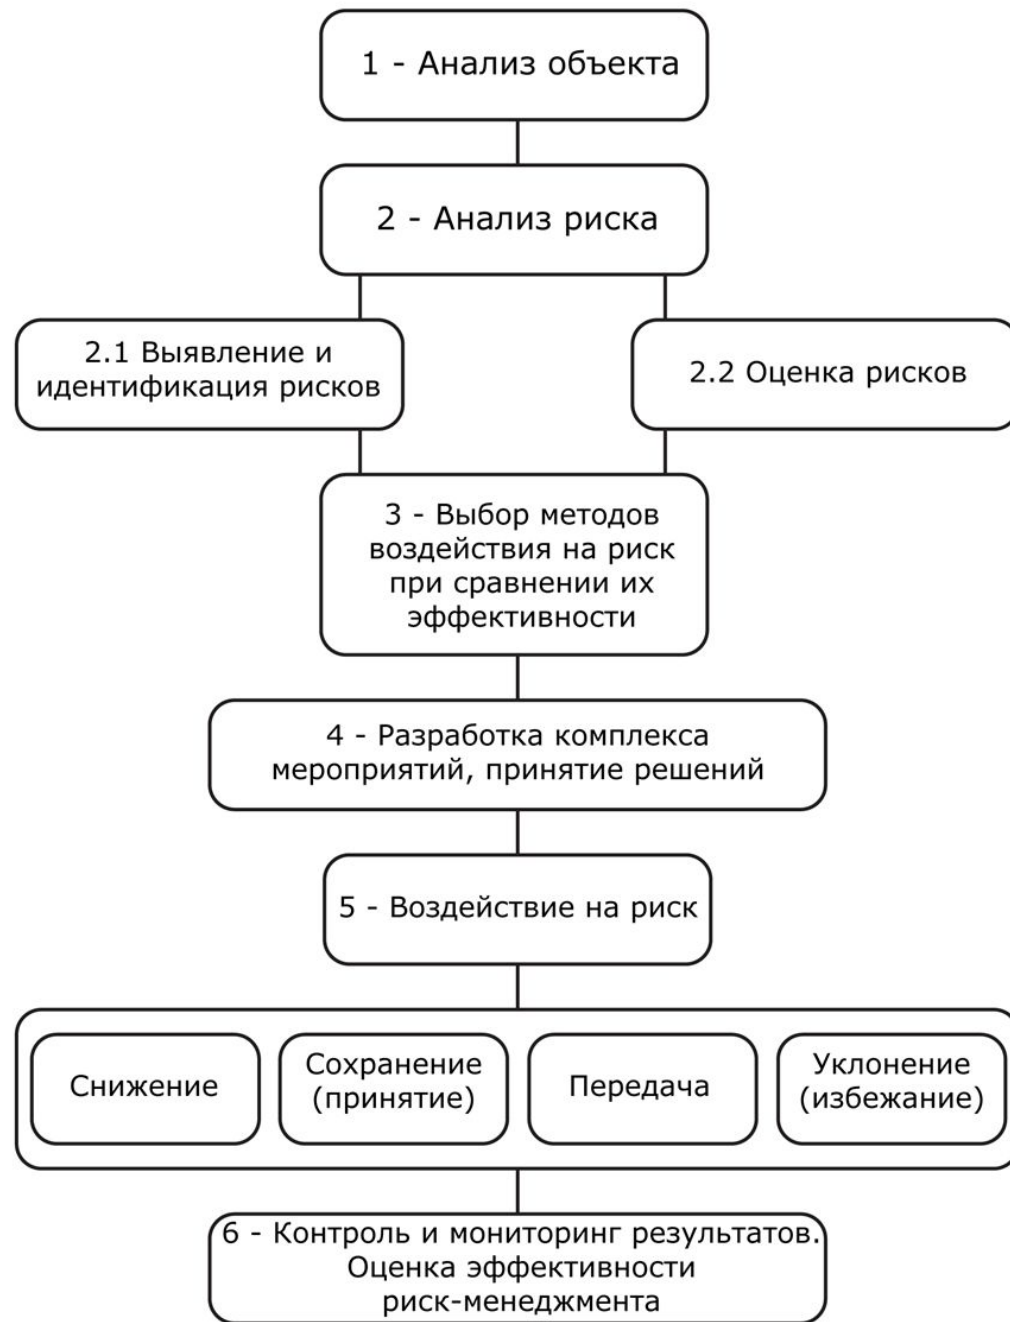 1 - Анализ объекта
2 - Анализ риска
2.1 Выявление и
идентификация рисков
2.2 Оценка рисков
3 - Выбор методов
воздействия на риск
при сравнении их
эффективности
4 - Разработка комплекса
мероприятий, принятие решений
5 - Воздействие на риск
Снижение
Сохранение
(принятие)
Передача
Уклонение
(избежание)
6 - Контроль и мониторинг результатов.
Оценка эффективности
риск-менеджмента